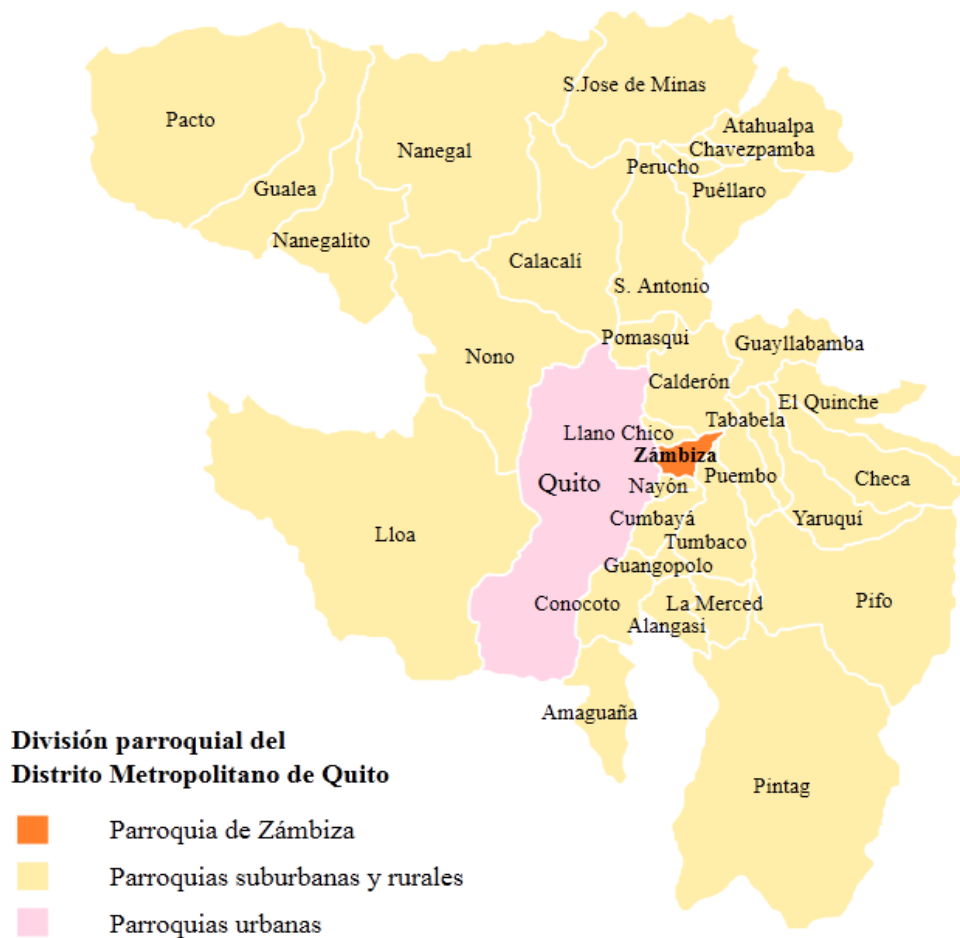 S.Jose de Minas
Pacto
Atahualpa
Nanegal
Chavezpamba
Perucho
Gualea
Puéllaro
Nanegalito
Calacalí
S. Antonio
Pomasqui
Guayllabamba
Nono
Calderón
El Quinche
Tababela
Llano Chico
Zámbiza
Puembo
Checa
Quito
Nayón
Cumbayá
Yaruquí
Lloa
Tumbaco
Guangopolo
Conocoto
La Merced
Pifo
Alangasi
Amaguaña
Pintag
División parroquial del
Distrito Metropolitano de Quito
Parroquia de Zámbiza
Parroquias suburbanas y rurales
Parroquias urbanas